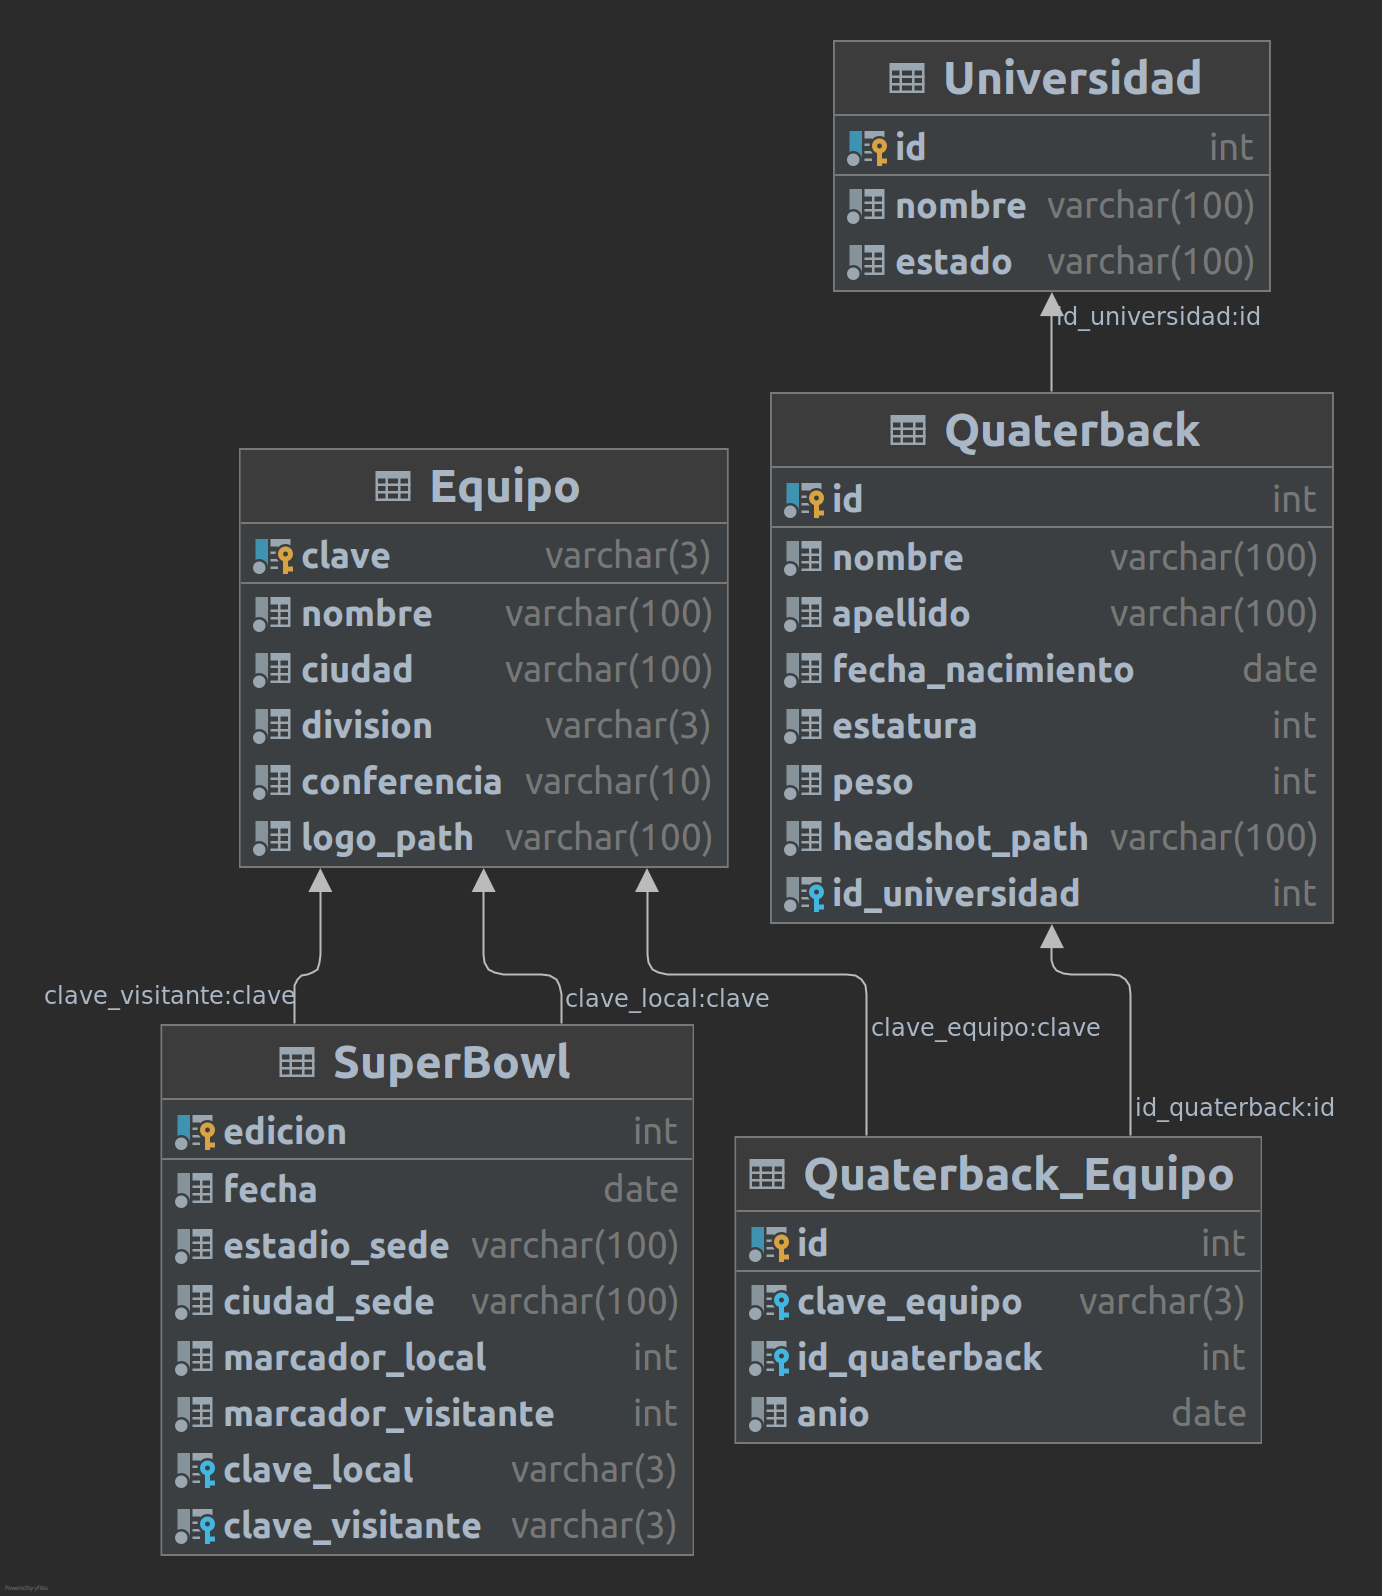 Universidad
id int
nombre varchar(100)
estado varchar(100)
id_universidad:id
Quaterback
id int
nombre varchar(100)
apellido varchar(100)
fecha_nacimiento date
estatura int
peso int
headshot_path varchar(100)
id_universidad int
Equipo
clave varchar(3)
nombre varchar(100)
ciudad varchar(100)
division varchar(3)
conferencia varchar(10)
logo_path varchar(100)
clave_visitante:clave
clave_local:clave
clave_equipo:clave
id_quaterback:id
SuperBowl
edicion int
fecha date
estadio_sede varchar(100)
ciudad_sede varchar(100)
marcador_local int
marcador_visitante int
clave_local varchar(3)
clave_visitante varchar(3)
Quaterback_Equipo
id int
clave_equipo varchar(3)
id_quaterback int
anio date
Powered by yFiles